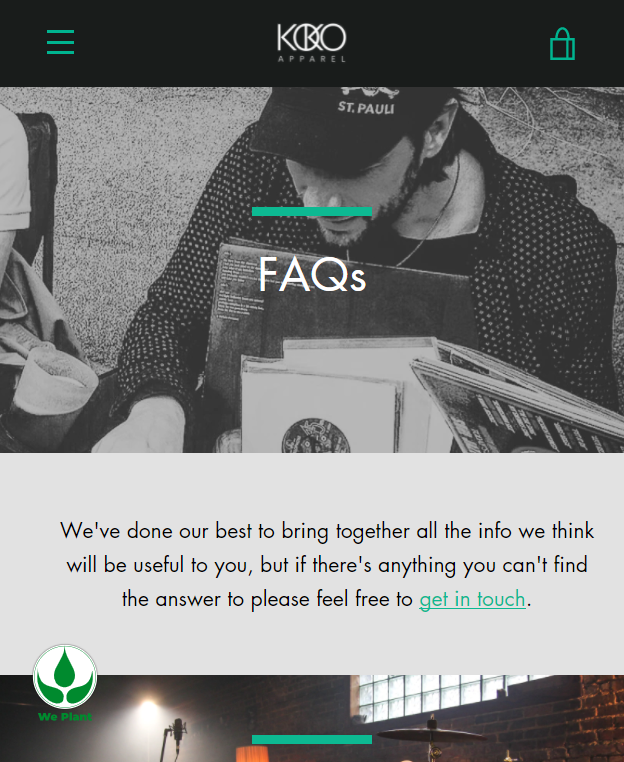 KOKO
APPAREL
ST. PAULI
FAQs
We've done our best to bring together all the info we think
will be useful to you, but if there's anything you can't find
the answer to please feel free to get in touch.
We Plant